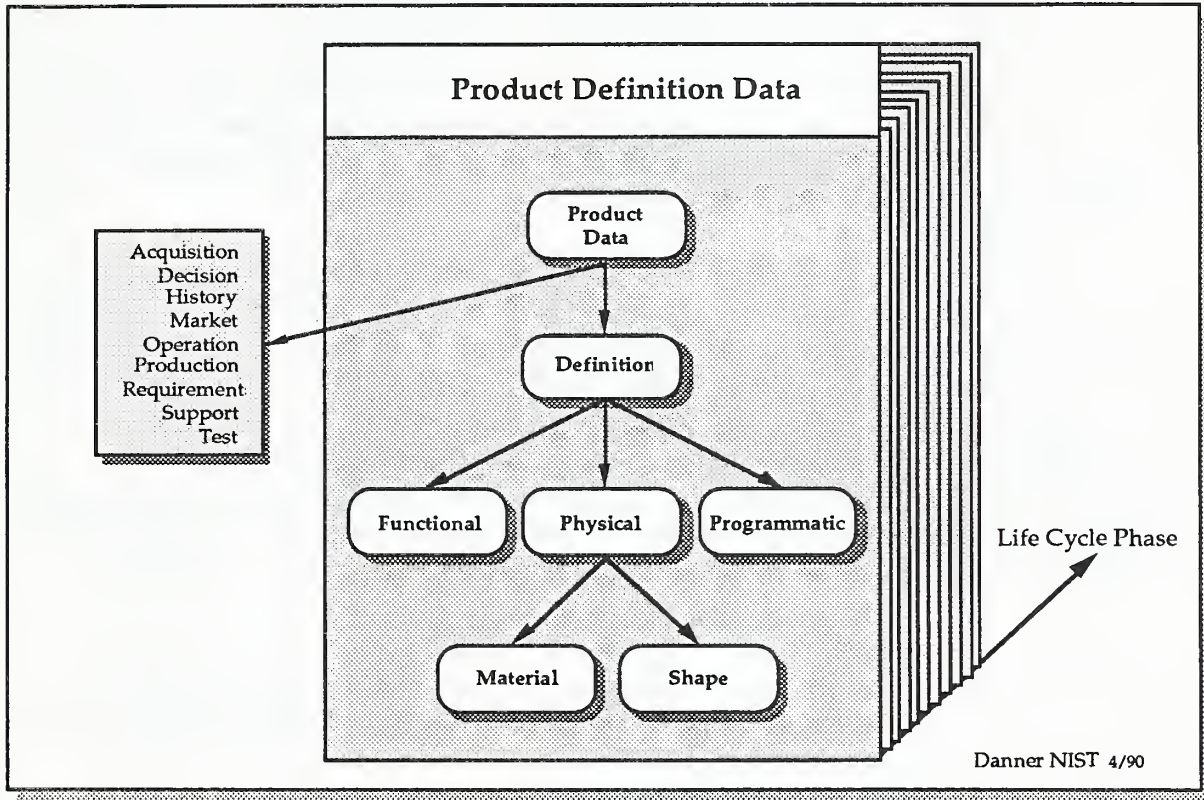 Product Definition Data
Product
Data
Acquisition
Decision
History
Market
Operation
Production
Requirement
Support
Test
Definition
Functional
Physical
Programmatic
Life Cycle Phase
Material
Shape
Danner NIST 4/90